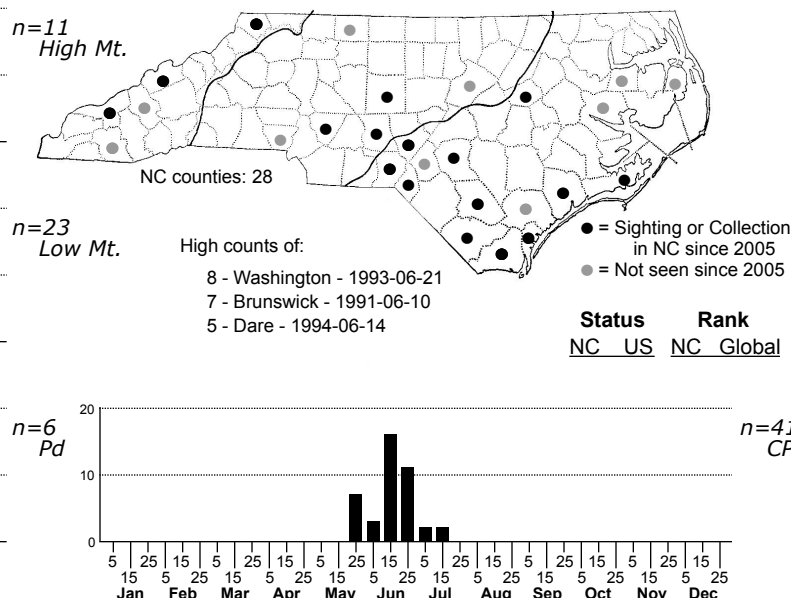 n=11
High Mt.
NC counties: 28
n=23
Low Mt.
High counts of:
8 - Washington - 1993-06-21
7 - Brunswick - 1991-06-10
5 - Dare - 1994-06-14
= Sighting or Collection
in NC since 2005
= Not seen since 2005
Status Rank
NC US NC Global
n=6
Pd
n=41
CP
20
10
0
5 25 15 5 25 15 5 25 15 5 25 15 5 25 15 5 25 15
15 5 25 15 5 25 15 5 25 15 5 25 15 5 25 15 5 25
Jan Feb Mar Apr May Jun Jul Aug Sep Oct Nov Dec